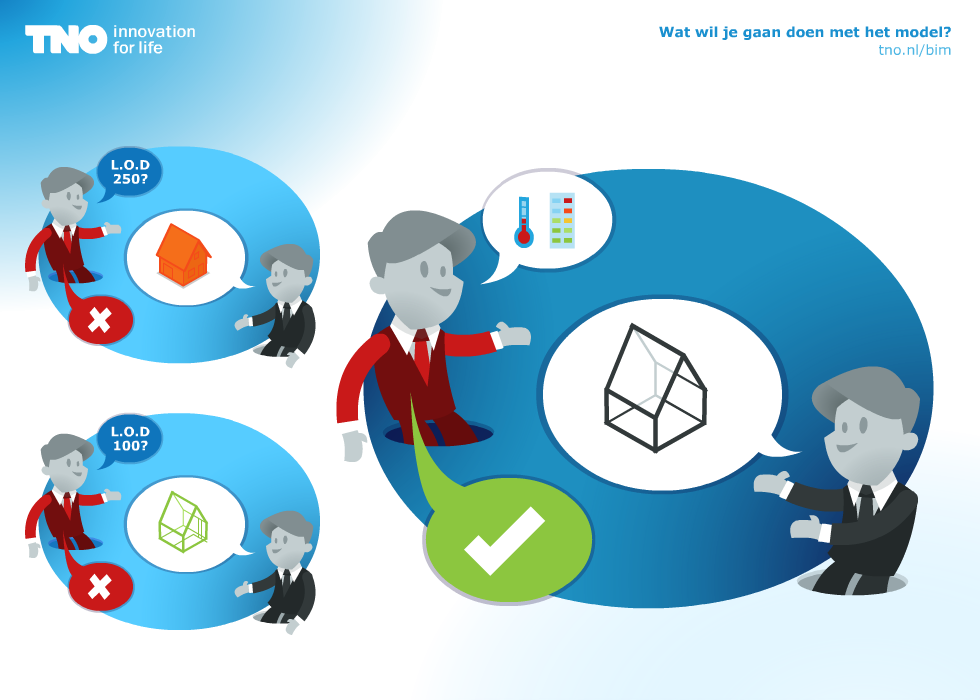 TNO innovation
for life
Wat wil je gaan doen met het model?
tno.nl/bim
L.O.D
250?
L.O.D
100?